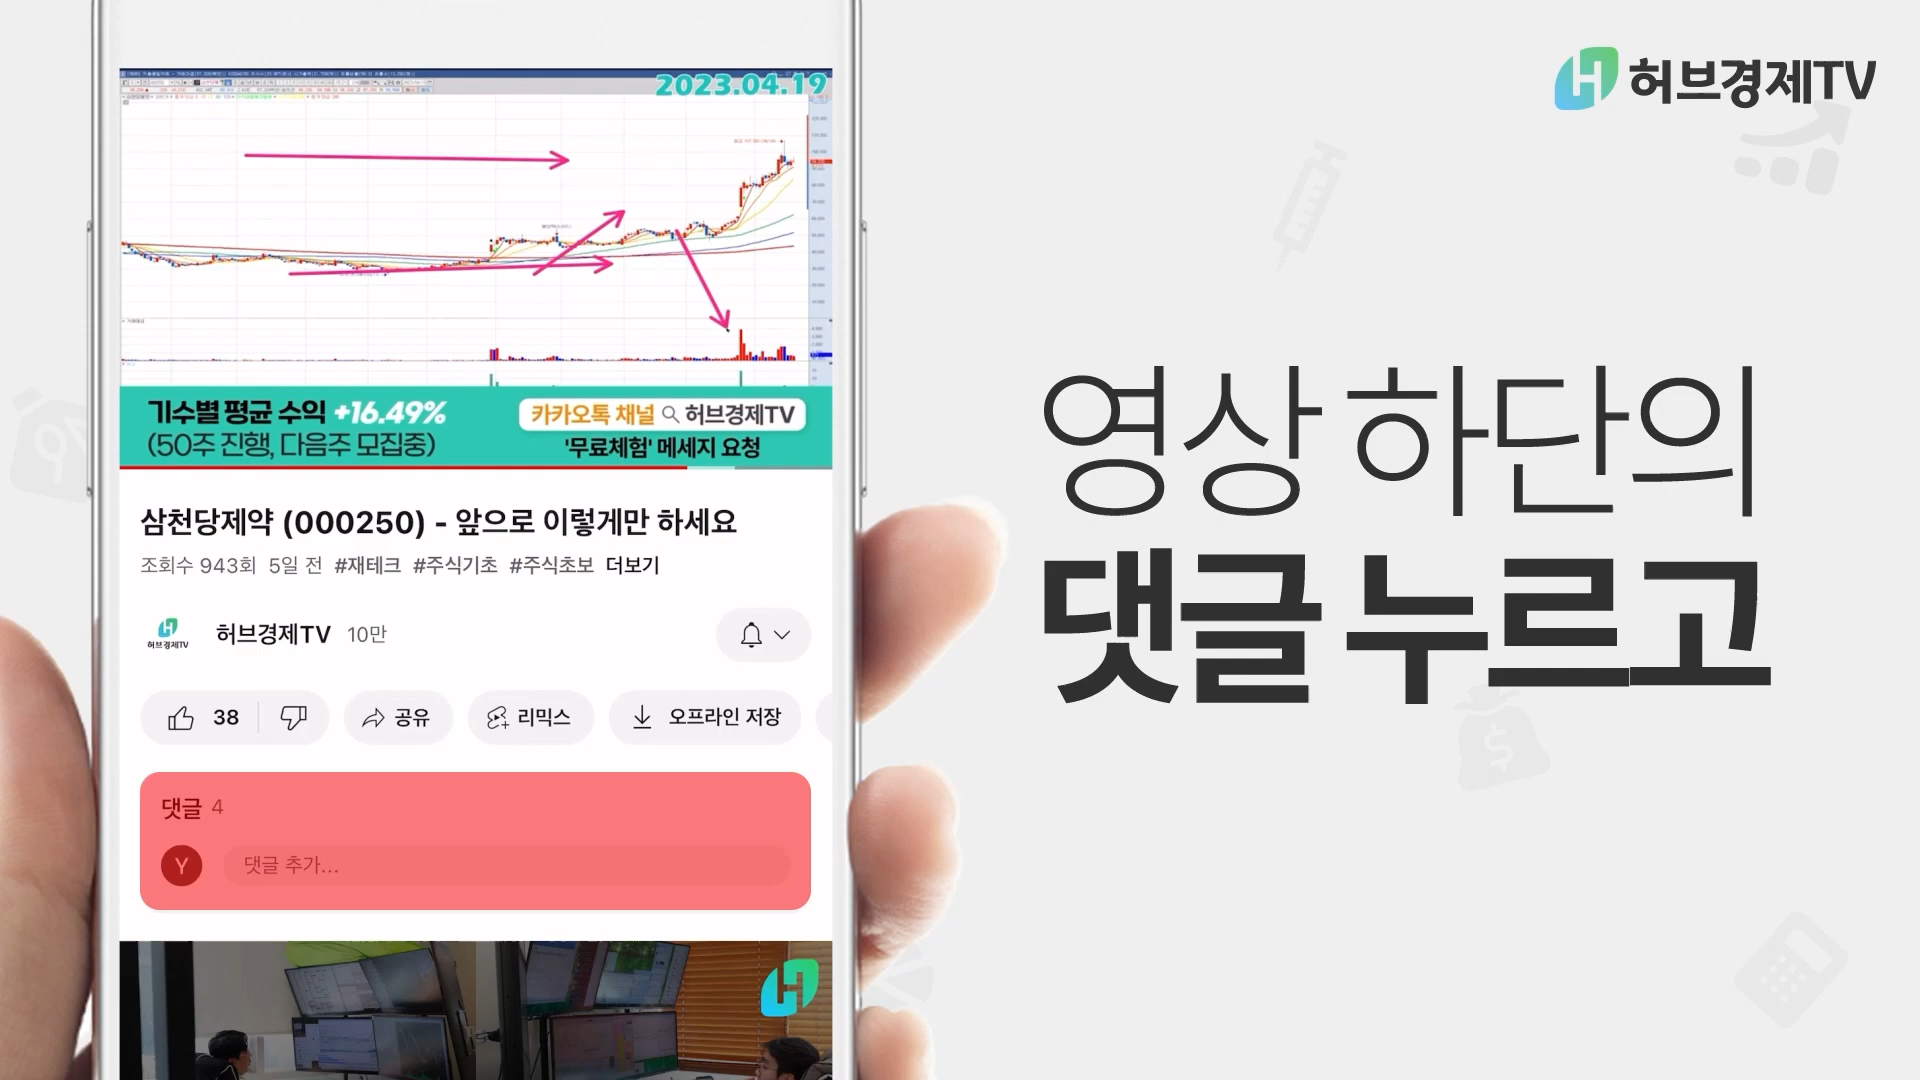 허브경제TV
2023.04.19
기수별 평균 수익 +16.49%
(50주 진행, 다음주 모집중)
카카오톡 채널 허브경제TV
'무료체험' 메세지 요청
삼천당제약 (000250) - 앞으로 이렇게만 하세요
조회수 943회 5일 전 #재테크 #주식기초 #주식초보 더보기
허브경제TV
허브경제TV 10만
38
공유
리믹스
오프라인 저장
댓글 4
Y
댓글 추가...
영상 하단의
댓글 누르고